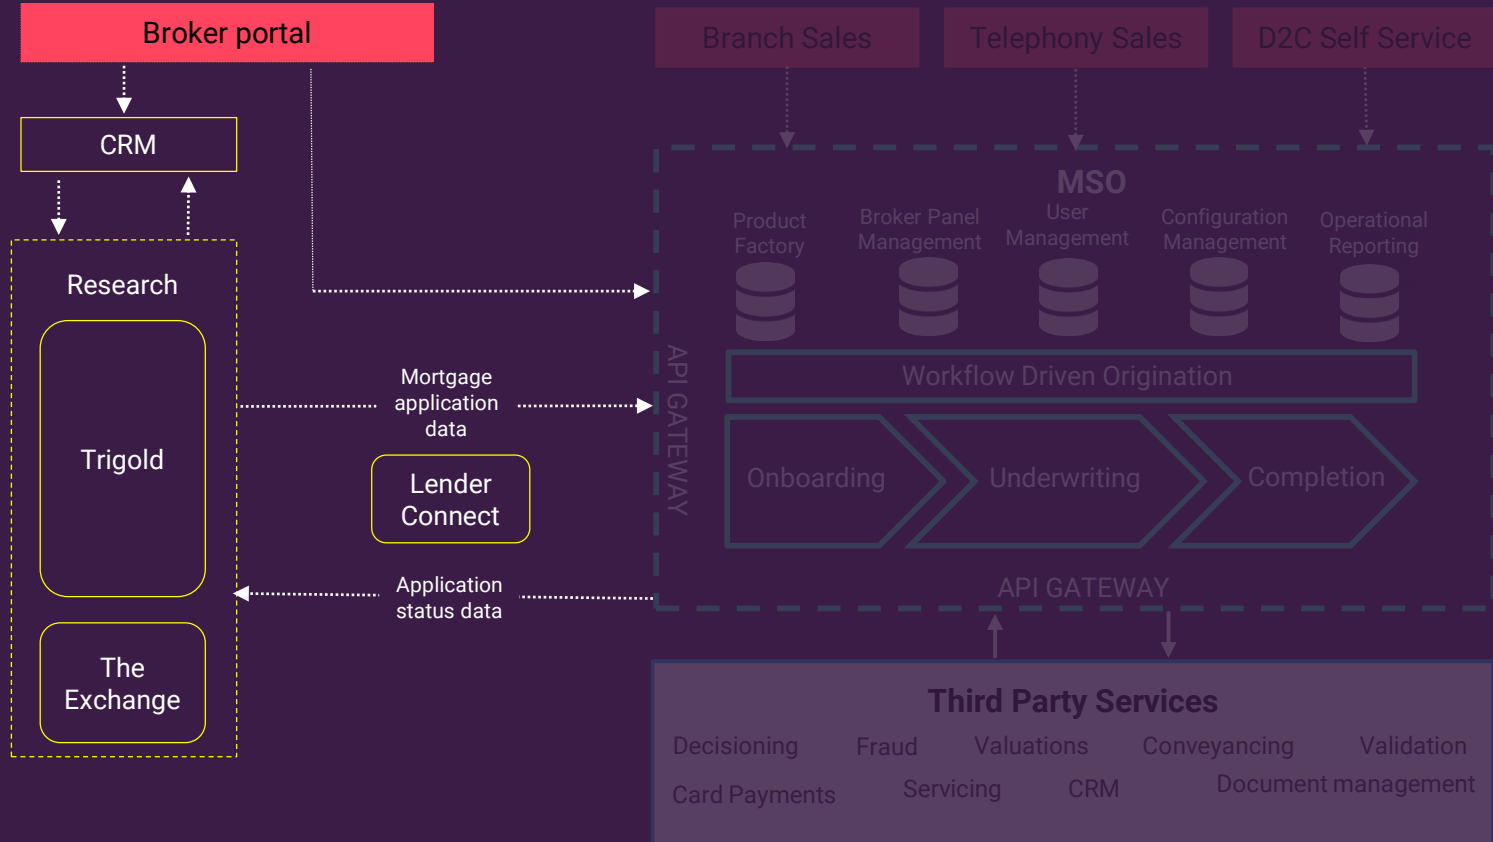 Broker portal
Branch Sales
Telephony Sales
D2C Self Service
CRM
Research
Trigold
The
Exchange
Mortgage
application
data
Lender
Connect
Application
status data
MSO
Product
Factory
Broker Panel
Management
User
Management
Configuration
Management
Operational
Reporting
API GATEWAY
Workflow Driven Origination
Onboarding
Underwriting
Completion
API GATEWAY
Third Party Services
Decisioning
Fraud
Valuations
Conveyancing
Validation
Card Payments
Servicing
CRM
Document management